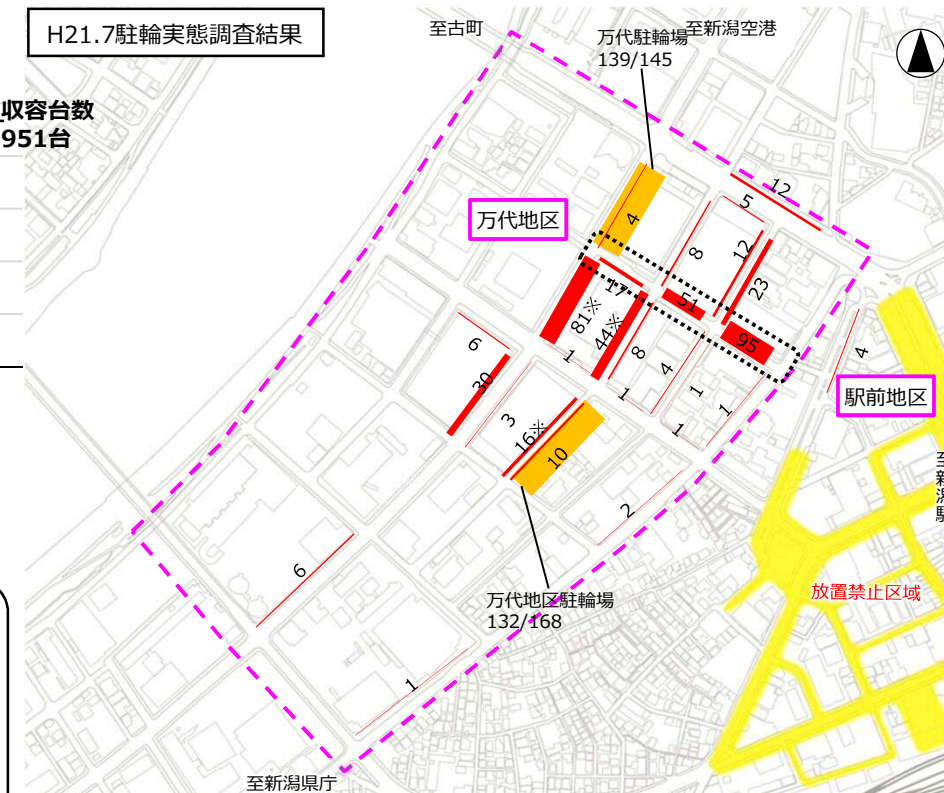 H21.7駐輪実態調査結果
至古町
万代駐輪場
139/145
至新潟空港
収容台数
951台
万代地区
12
5
4
8
12
23
17
51
81※
44※
95
4
6
1
8
4
30
1
1
1
1
3
16※
10
駅前地区
至新潟駅
2
6
放置禁止区域
万代地区駐輪場
132/168
1
至新潟県庁